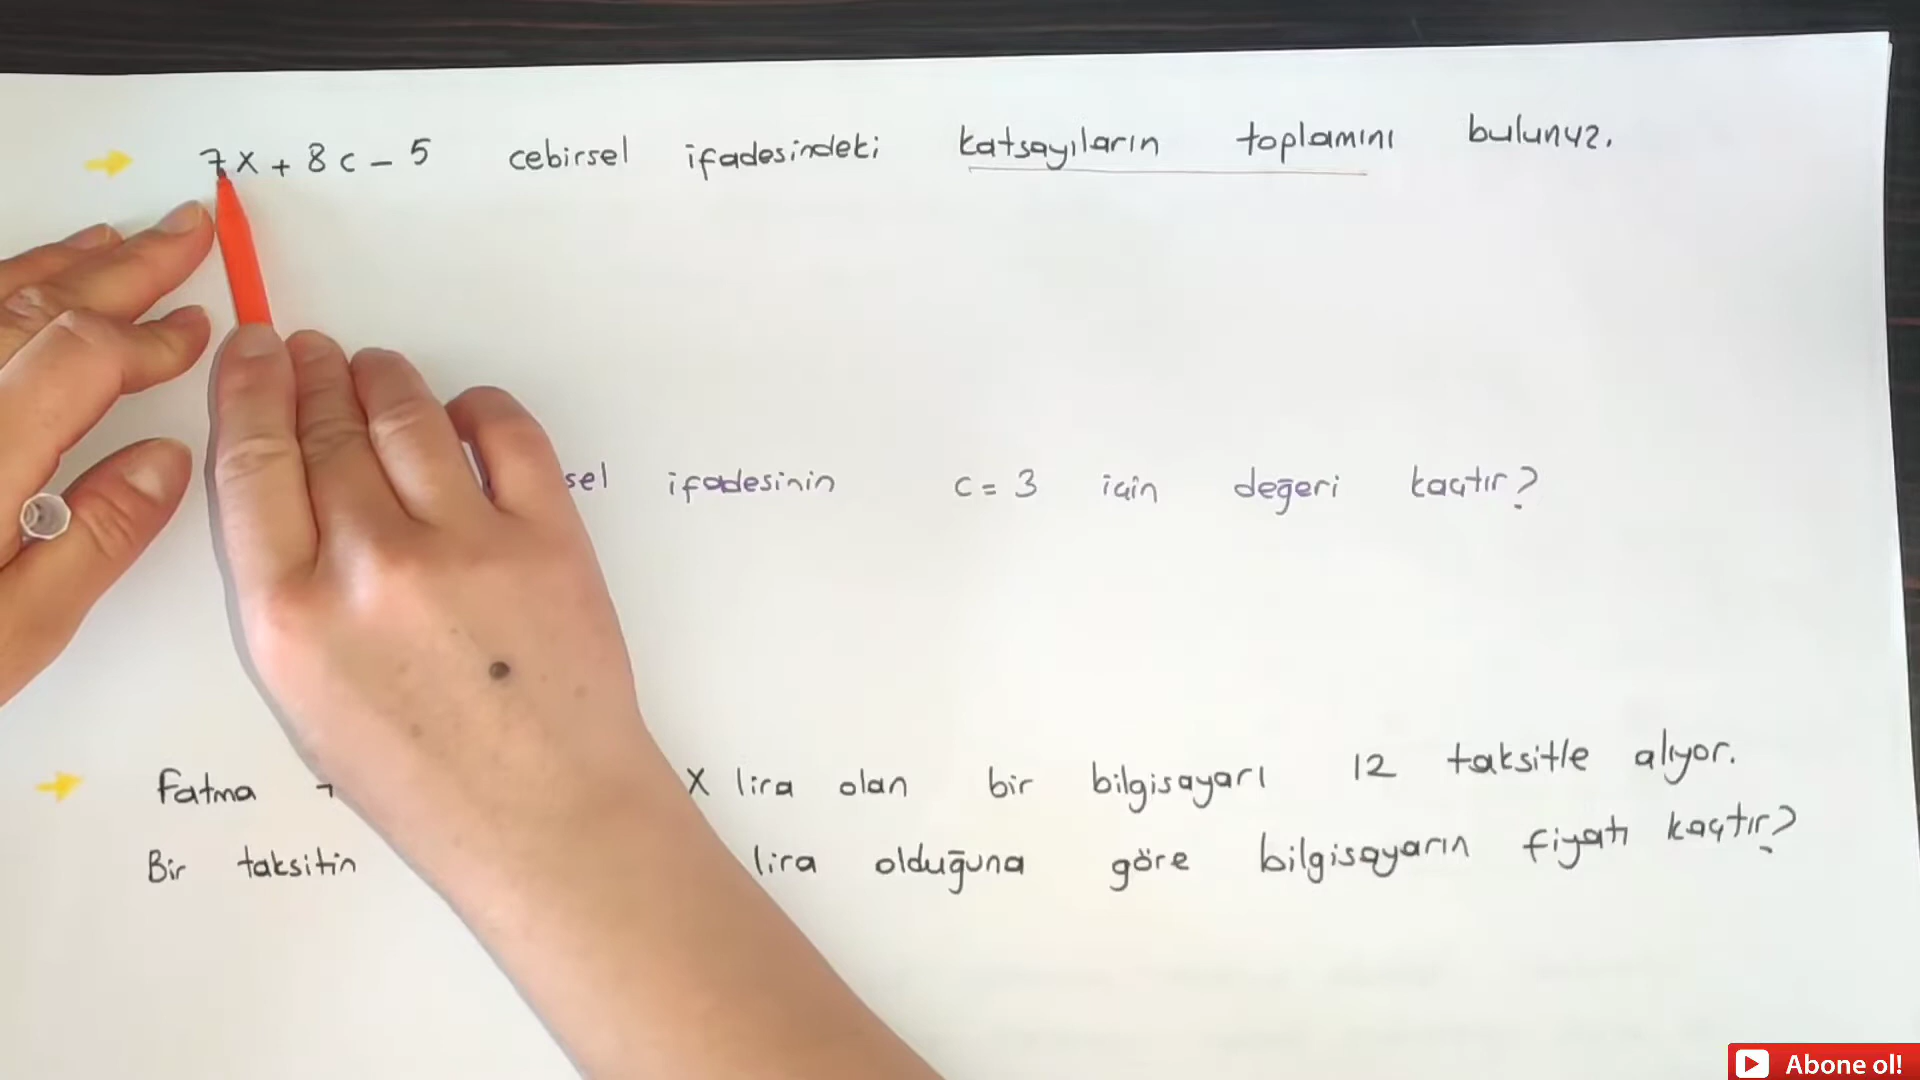 7x + 8c - 5 cebirsel ifadesindeki katsayıların toplamını bulunuz.
ifadesinin c = 3 için değeri kaçtır?
Fatma x lira olan bir bilgisayarı 12 taksitle alıyor.
Bir taksitin lira olduğuna göre bilgisayarın fiyatı kaçtır?
Abone ol!